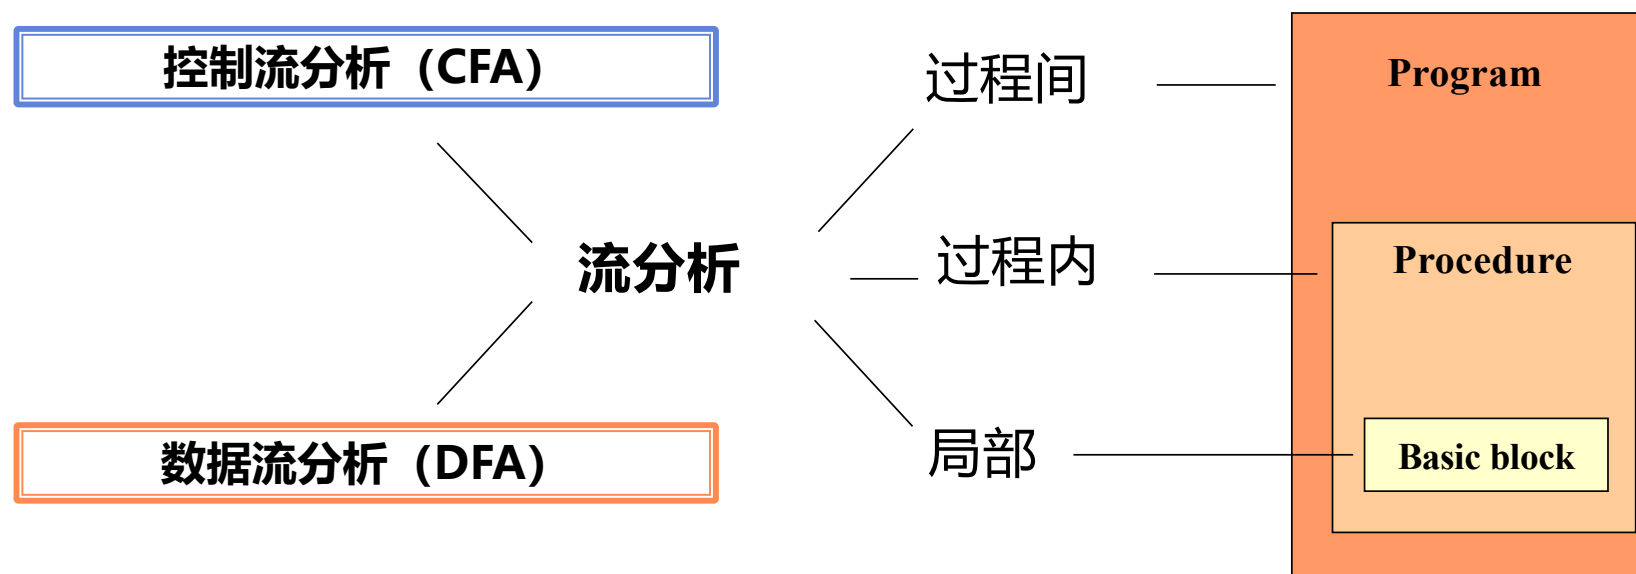 控制流分析（CFA）
过程间
Program
流分析
过程内
Procedure
数据流分析（DFA）
局部
Basic block